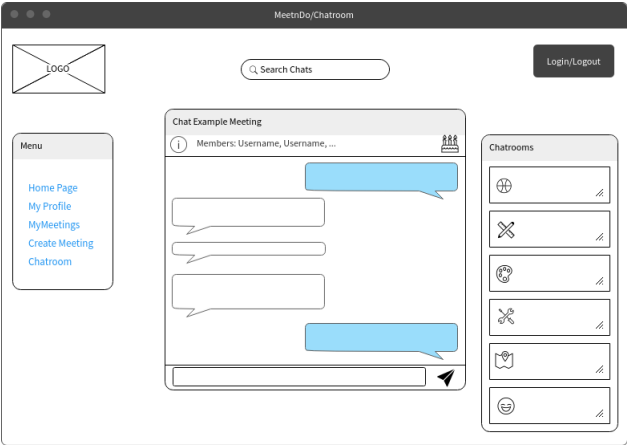 MeetnDo/Chatroom
LOGO
Search Chats
Login/Logout
Menu
Home Page
My Profile
MyMeetings
Create Meeting
Chatroom
Chat Example Meeting
Members: Username, Username, ...
Chatrooms